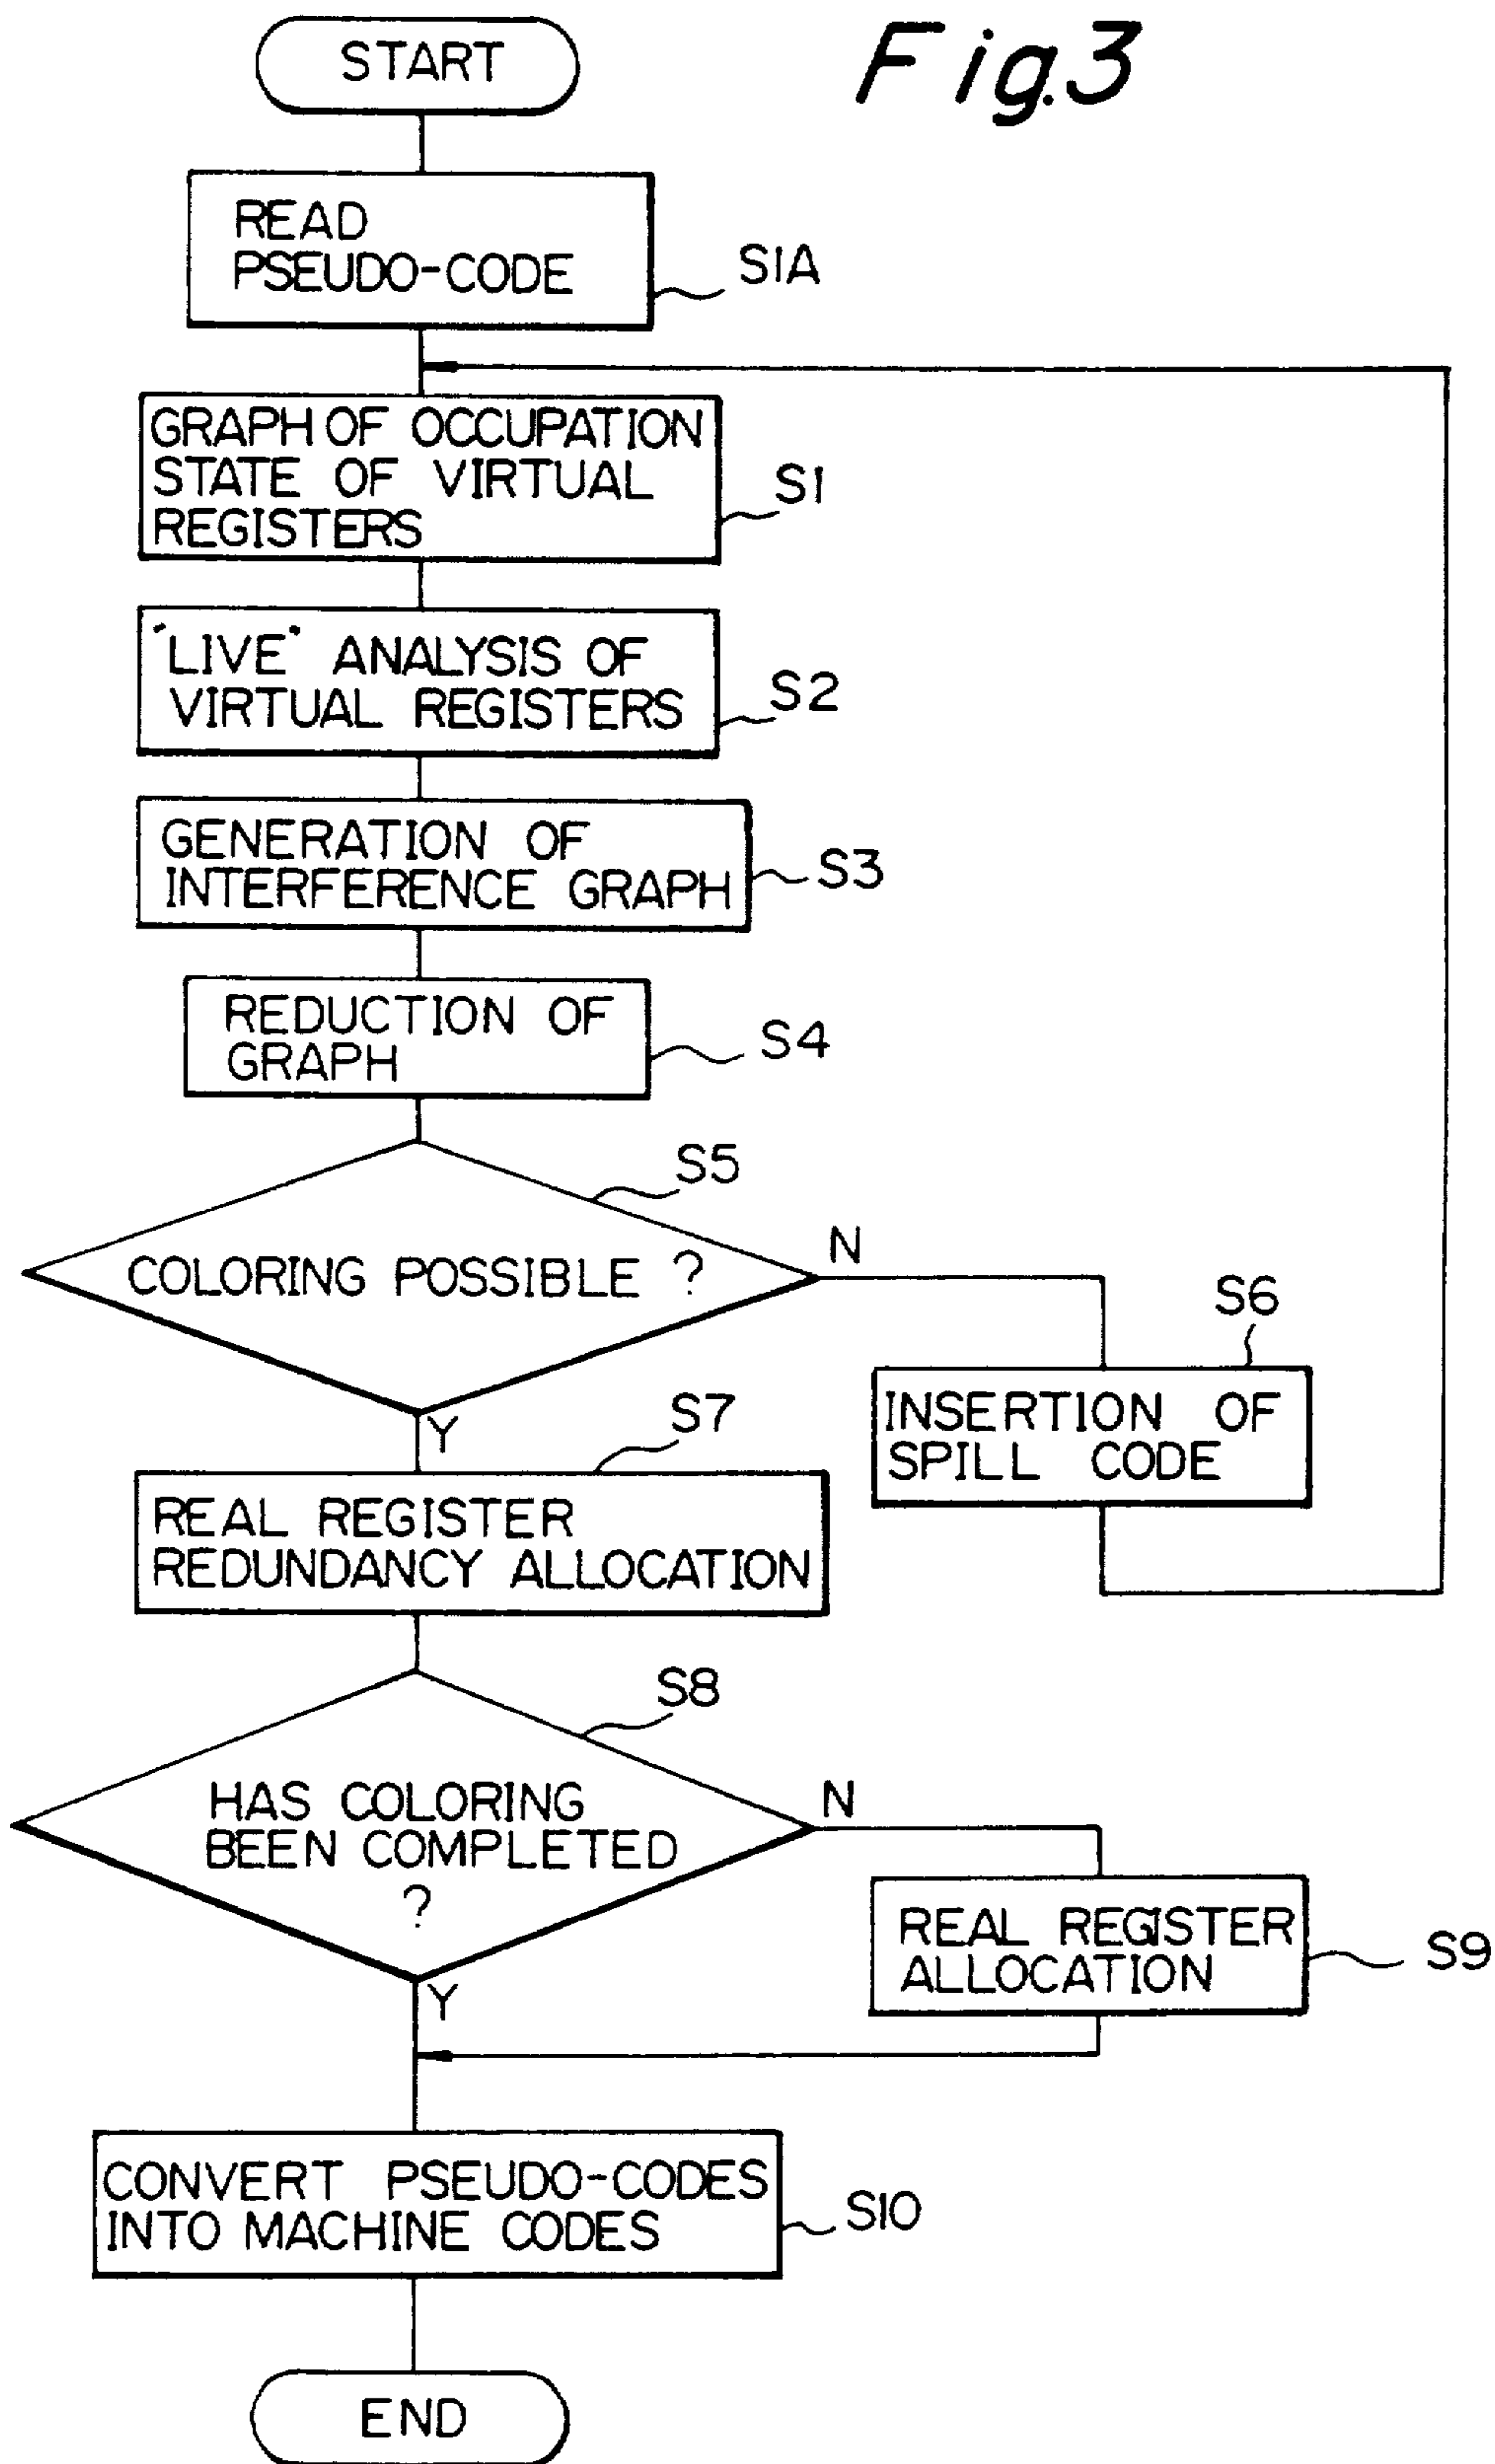 Fig.3
START
READ
PSEUDO-CODE
S1A
GRAPH OF OCCUPATION
STATE OF VIRTUAL
REGISTERS
S1
"LIVE" ANALYSIS OF
VIRTUAL REGISTERS
S2
GENERATION OF
INTERFERENCE GRAPH
S3
REDUCTION OF
GRAPH
S4
S5
COLORING POSSIBLE ?
N
S6
INSERTION OF
SPILL CODE
Y
S7
REAL REGISTER
REDUNDANCY ALLOCATION
S8
HAS COLORING
BEEN COMPLETED
?
N
REAL REGISTER
ALLOCATION
S9
Y
CONVERT PSEUDO-CODES
INTO MACHINE CODES
S10
END